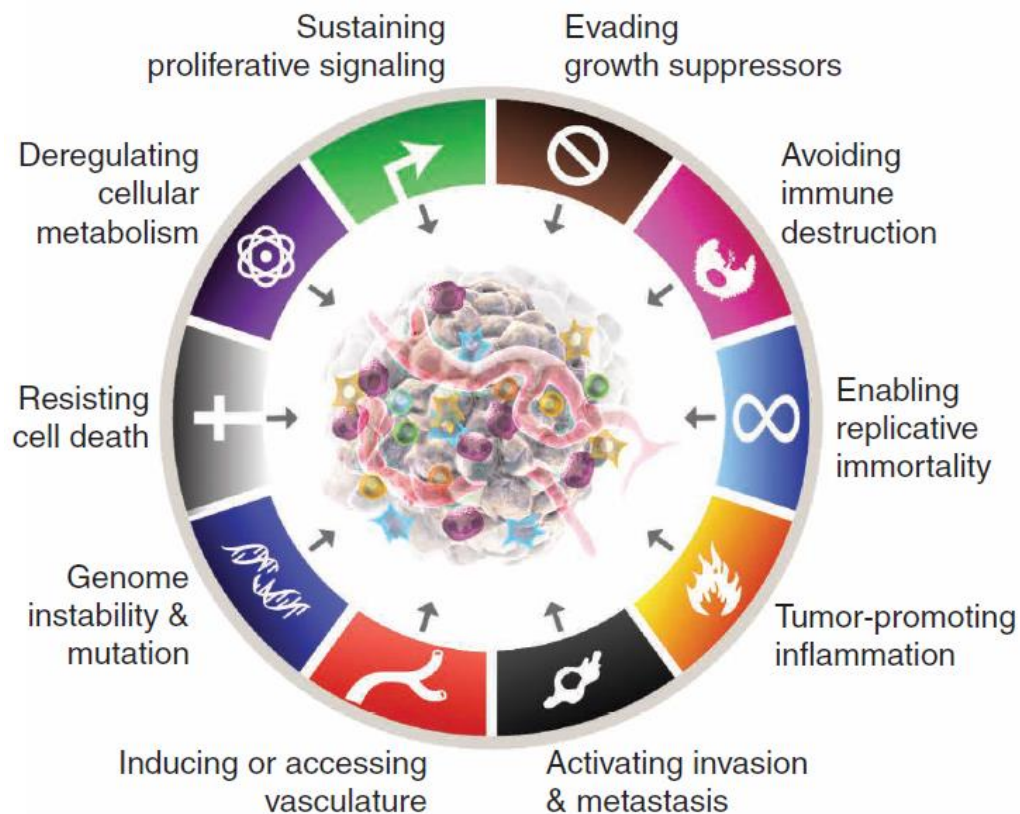 Sustaining
proliferative signaling
Evading
growth suppressors
Avoiding
immune
destruction
Enabling
replicative
immortality
Tumor-promoting
inflammation
Activating invasion
& metastasis
Inducing or accessing
vasculature
Genome
instability &
mutation
Resisting
cell death
Deregulating
cellular
metabolism